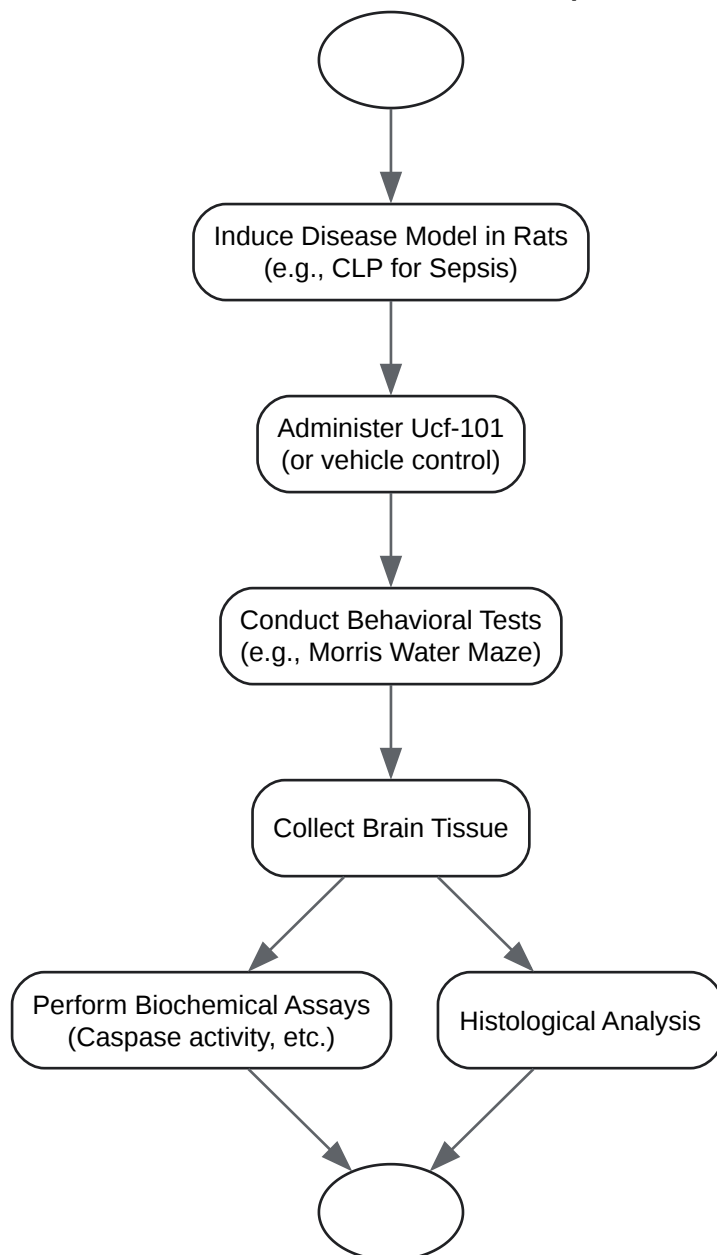 Induce Disease Model in Rats
(e.g., CLP for Sepsis)
Administer Ucf-101
(or vehicle control)
Conduct Behavioral Tests
(e.g., Morris Water Maze)
Collect Brain Tissue
Perform Biochemical Assays
(Caspase activity, etc.)
Histological Analysis